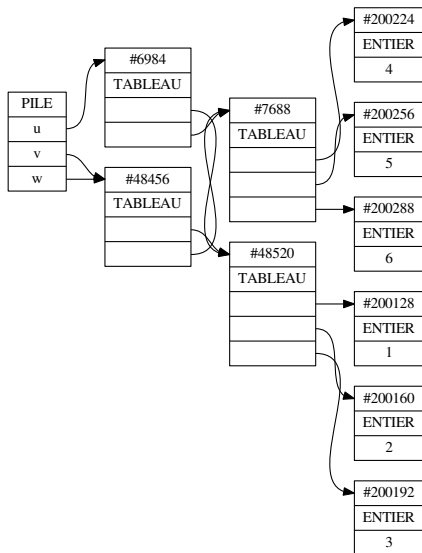 PILE
u
v
w
#6984
TABLEAU
#48456
TABLEAU
#7688
TABLEAU
#48520
TABLEAU
#200224
ENTIER
4
#200256
ENTIER
5
#200288
ENTIER
6
#200128
ENTIER
1
#200160
ENTIER
2
#200192
ENTIER
3